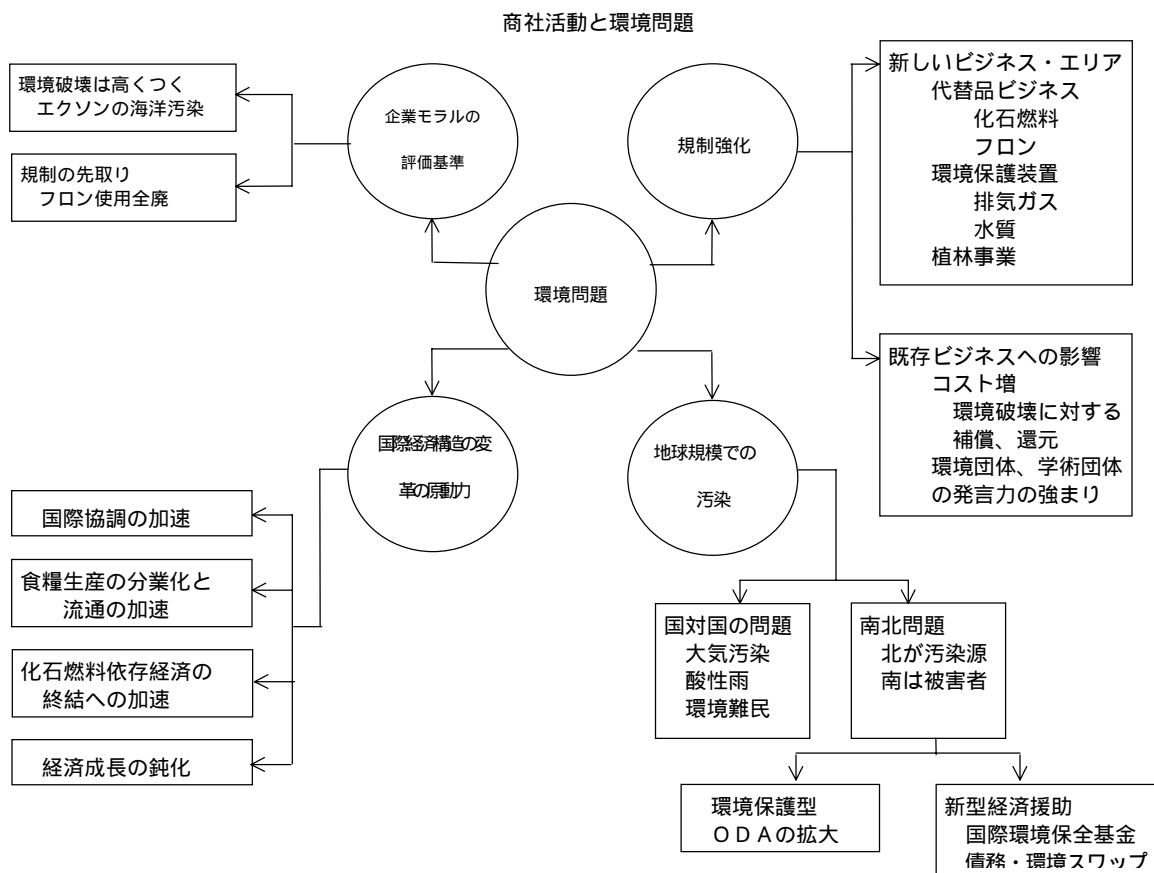 商社活動と環境問題
環境破壊は高くつく
エクソンの海洋汚染
規制の先取り
フロン使用全廃
企業モラルの
評価基準
規制強化
新しいビジネス・エリア
代替品ビジネス
化石燃料
フロン
環境保護装置
排気ガス
水質
植林事業
環境問題
既存ビジネスへの影響
コスト増
環境破壊に対する
補償、還元
環境団体、学術団体
の発言力の強まり
国際経済構造の変
革の原動力
地球規模での
汚染
国際協調の加速
食糧生産の分業化と
流通の加速
化石燃料依存経済の
終結への加速
経済成長の鈍化
国対国の問題
大気汚染
酸性雨
環境難民
南北問題
北が汚染源
南は被害者
環境保護型
ODAの拡大
新型経済援助
国際環境保全基金
債務・環境スワップ